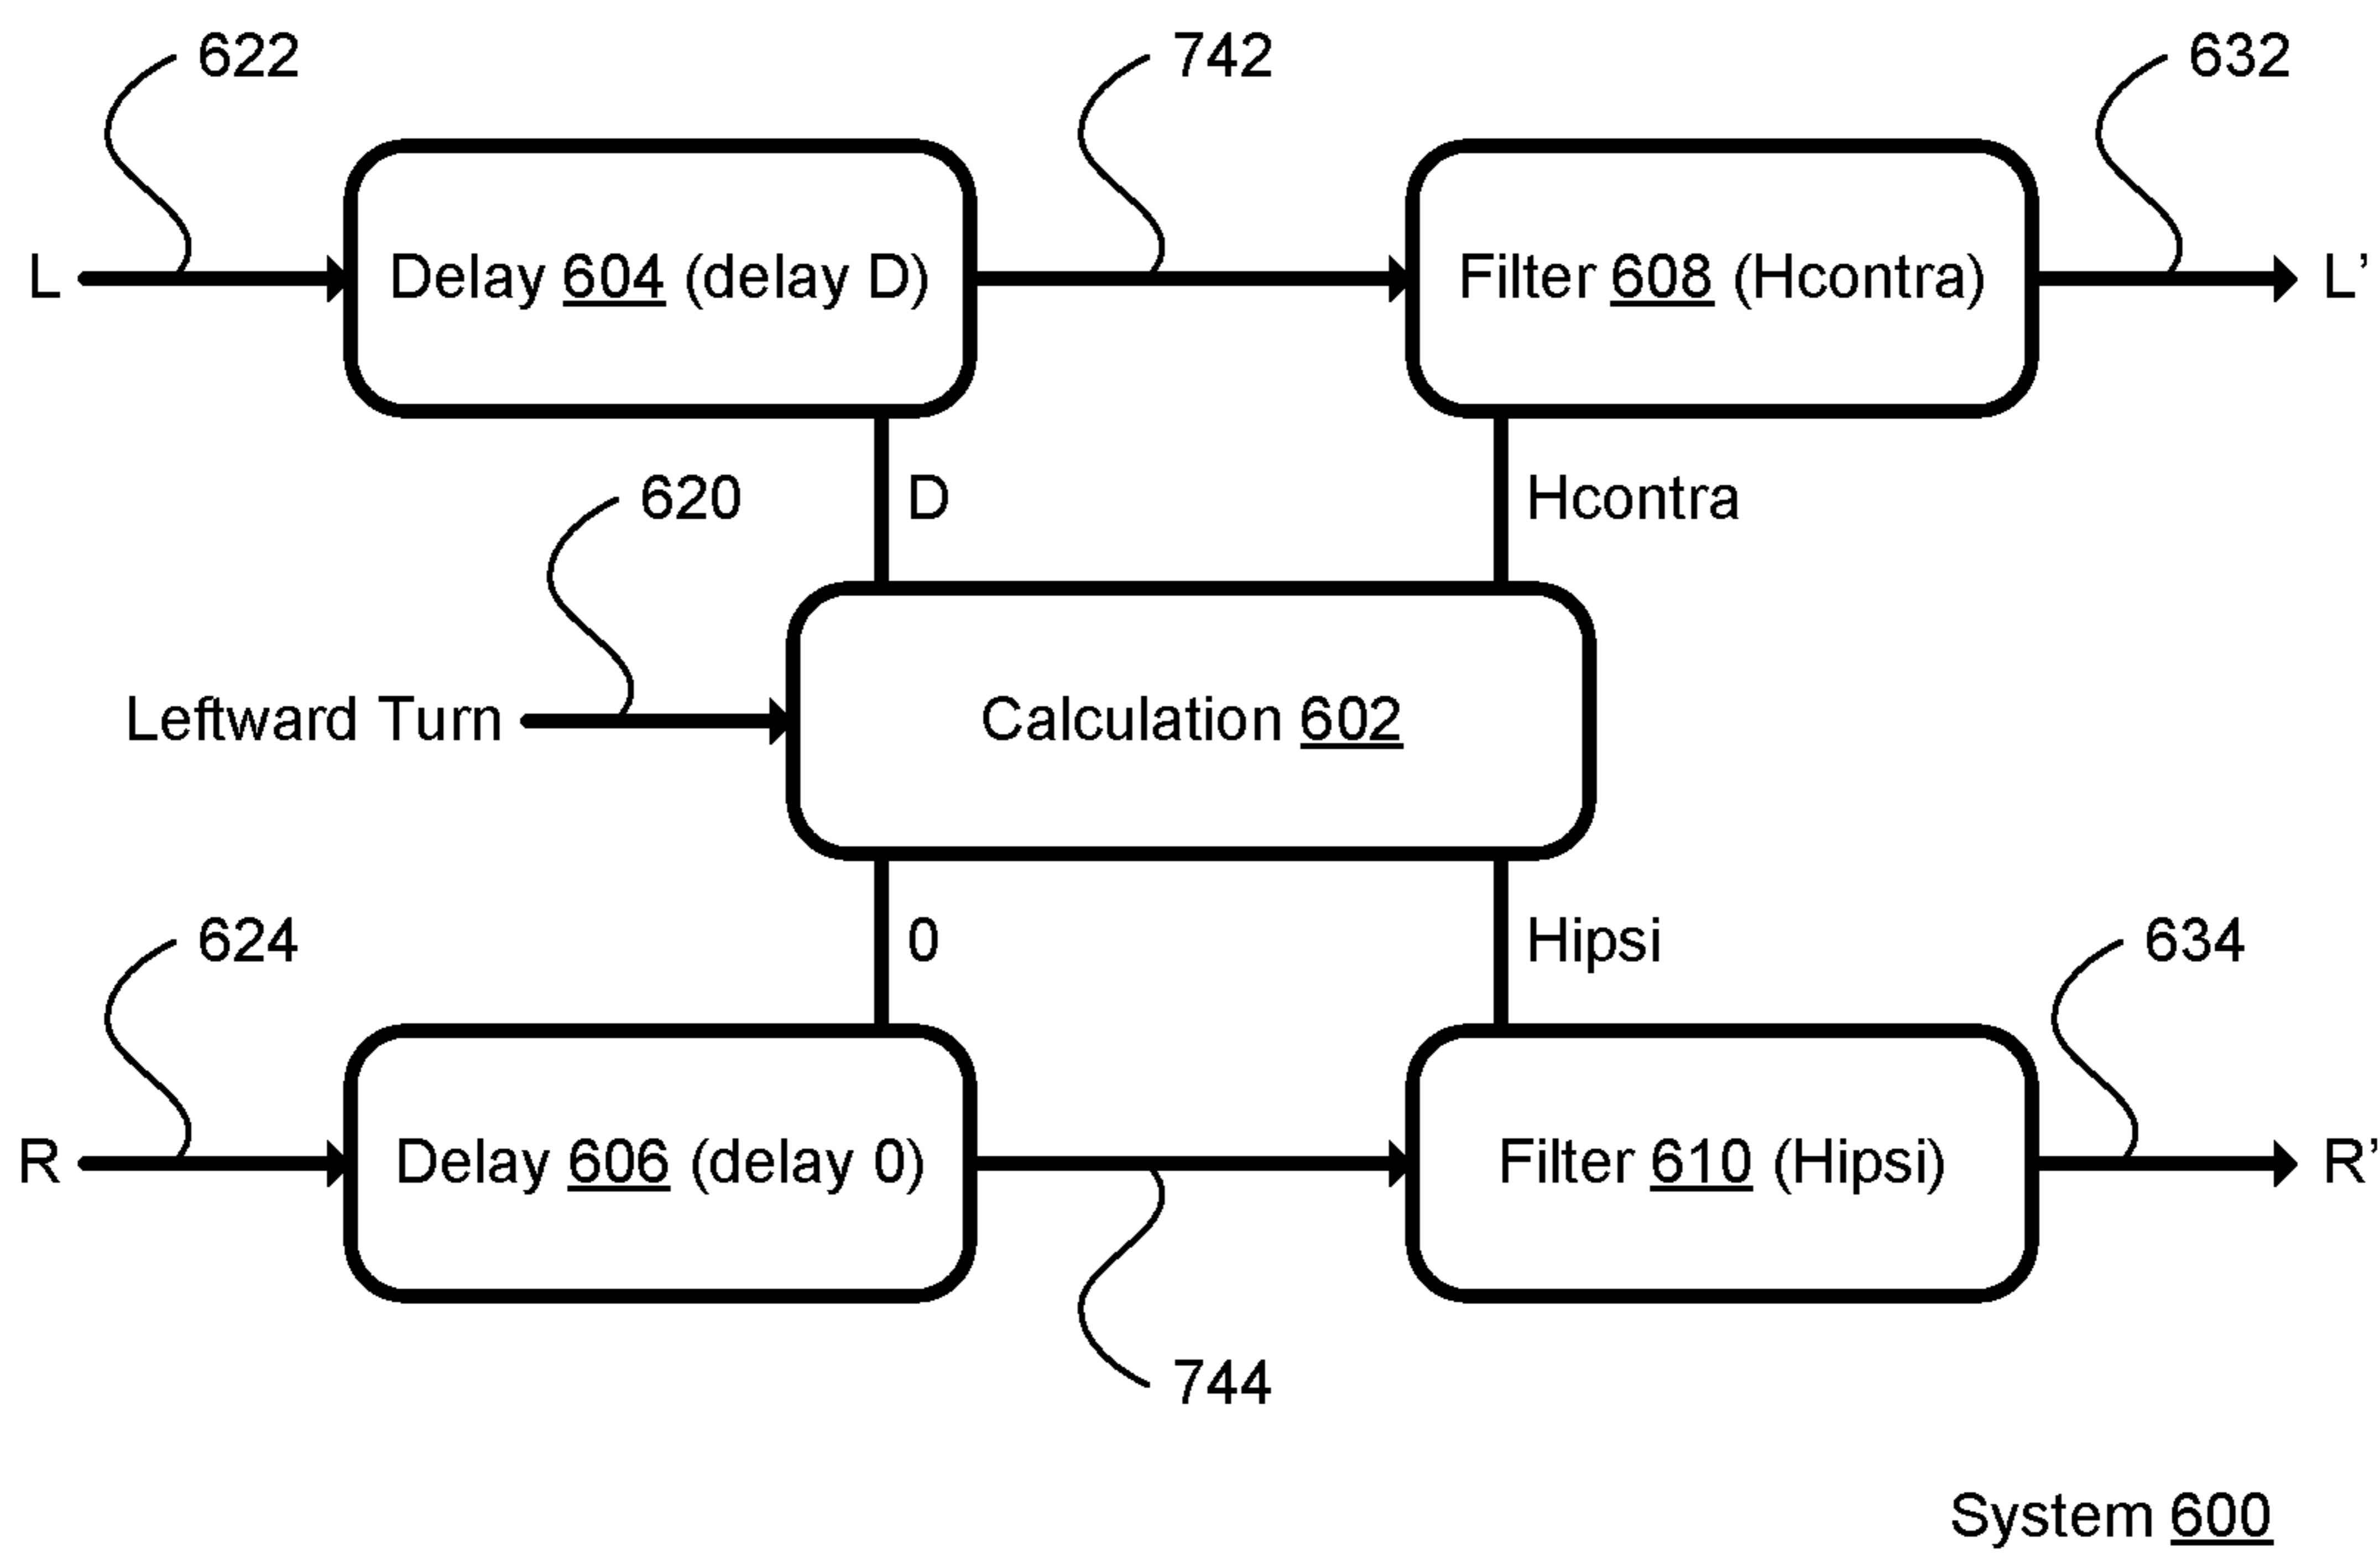 622 742 632
L Delay 604 (delay D) Filter 608 (Hcontra) L’
620 D Hcontra
Leftward Turn Calculation 602
624 0 Hipsi 634
R Delay 606 (delay 0) Filter 610 (Hipsi) R’
744
System 600